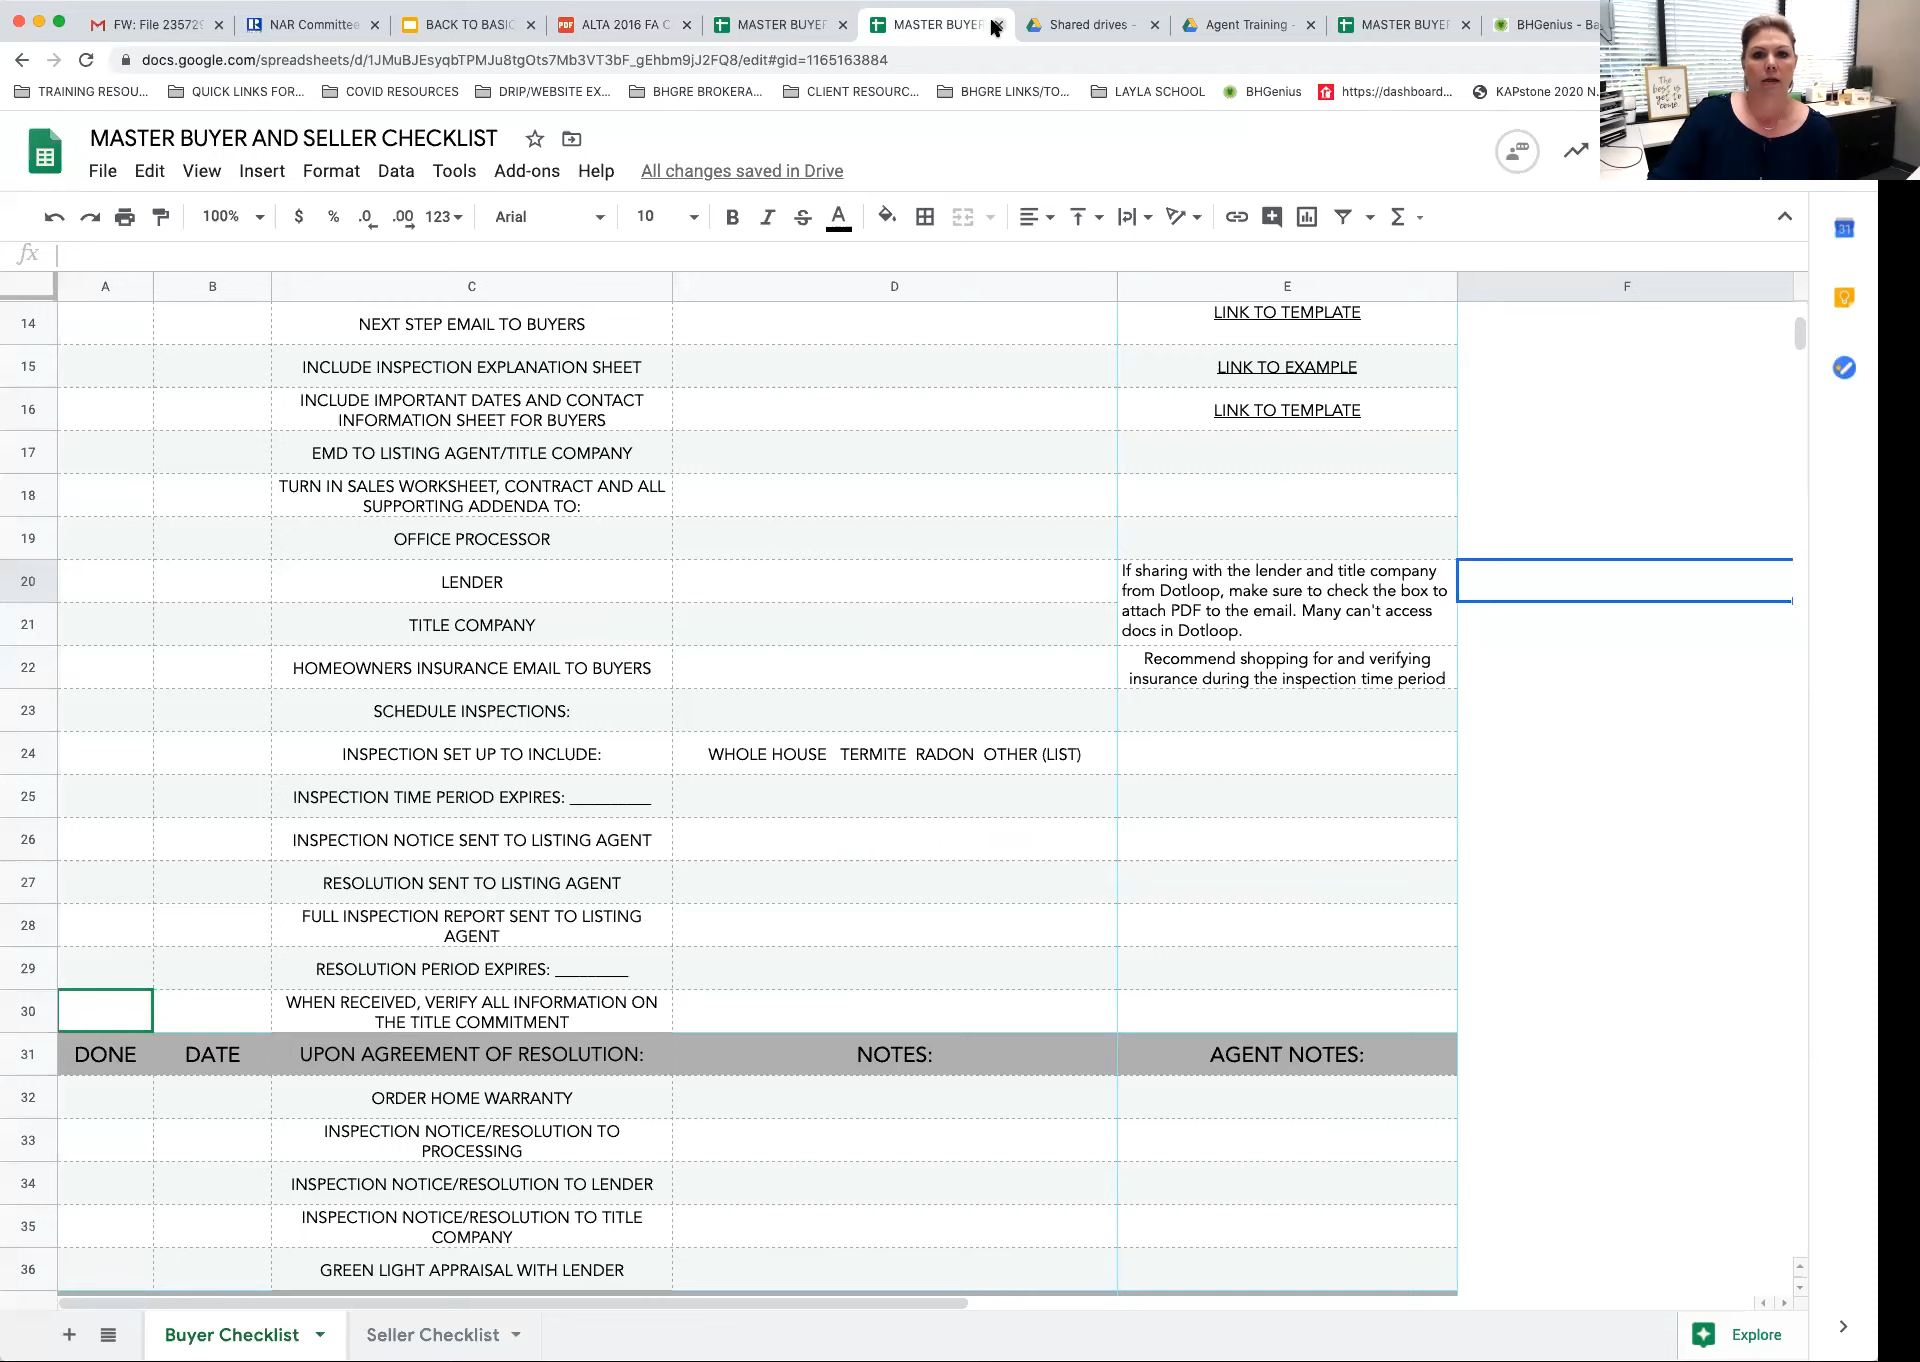 FW: File 23572
NAR Committee
BACK TO BASIC
ALTA 2016 FA C
MASTER BUYER
MASTER BUYER
Shared drives -
Agent Training -
MASTER BUYER
BHGenius - Ba
docs.google.com/spreadsheets/d/1JMuBJEsyqbTPMJu8tgOts7Mb3VT3bF_gEhbm9jJ2FQ8/edit#gid=1165163884
TRAINING RESOU...
QUICK LINKS FOR...
COVID RESOURCES
DRIP/WEBSITE EX...
BHGRE BROKERA...
CLIENT RESOURC...
BHGRE LINKS/TO...
LAYLA SCHOOL
BHGenius
https://dashboard...
KAPstone 2020 N
MASTER BUYER AND SELLER CHECKLIST
File Edit View Insert Format Data Tools Add-ons Help All changes saved in Drive
The best is yet to come.
100% $ % .0 .00 123 Arial 10 B I S A
fx
A B C D E F
14 NEXT STEP EMAIL TO BUYERS LINK TO TEMPLATE
15 INCLUDE INSPECTION EXPLANATION SHEET LINK TO EXAMPLE
16 INCLUDE IMPORTANT DATES AND CONTACT
INFORMATION SHEET FOR BUYERS LINK TO TEMPLATE
17 EMD TO LISTING AGENT/TITLE COMPANY
18 TURN IN SALES WORKSHEET, CONTRACT AND ALL
SUPPORTING ADDENDA TO:
19 OFFICE PROCESSOR
20 LENDER
If sharing with the lender and title company
from Dotloop, make sure to check the box to
attach PDF to the email. Many can't access
docs in Dotloop.
21 TITLE COMPANY
22 HOMEOWNERS INSURANCE EMAIL TO BUYERS
Recommend shopping for and verifying
insurance during the inspection time period
23 SCHEDULE INSPECTIONS:
24 INSPECTION SET UP TO INCLUDE: WHOLE HOUSE TERMITE RADON OTHER (LIST)
25 INSPECTION TIME PERIOD EXPIRES: __________
26 INSPECTION NOTICE SENT TO LISTING AGENT
27 RESOLUTION SENT TO LISTING AGENT
28 FULL INSPECTION REPORT SENT TO LISTING
AGENT
29 RESOLUTION PERIOD EXPIRES: _________
30 WHEN RECEIVED, VERIFY ALL INFORMATION ON
THE TITLE COMMITMENT
31 DONE DATE UPON AGREEMENT OF RESOLUTION: NOTES: AGENT NOTES:
32 ORDER HOME WARRANTY
33 INSPECTION NOTICE/RESOLUTION TO
PROCESSING
34 INSPECTION NOTICE/RESOLUTION TO LENDER
35 INSPECTION NOTICE/RESOLUTION TO TITLE
COMPANY
36 GREEN LIGHT APPRAISAL WITH LENDER
Buyer Checklist Seller Checklist Explore